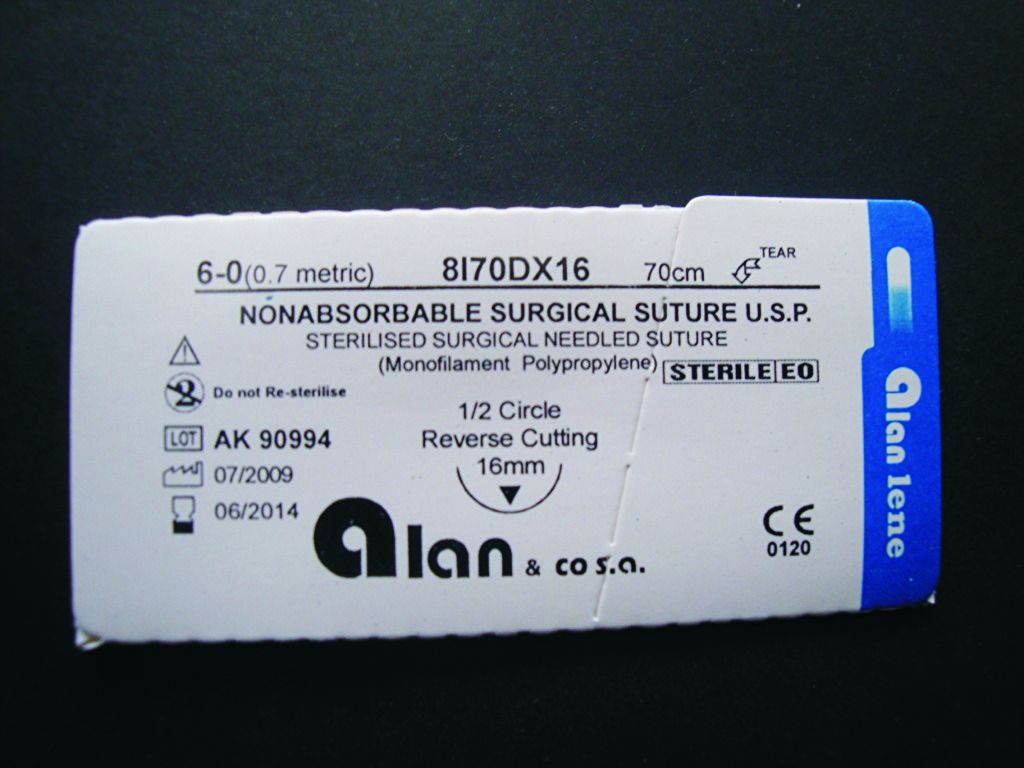 6-0(0.7 metric) 8I70DX16 70cm TEAR
NONABSORBABLE SURGICAL SUTURE U.S.P.
STERILISED SURGICAL NEEDLED SUTURE
(Monofilament Polypropylene) STERILE EO
2 Do not Re-sterilise
1/2 Circle
LOT AK 90994
Reverse Cutting
07/2009
16mm
06/2014
alan & co s.a.
CE
0120
alan lene